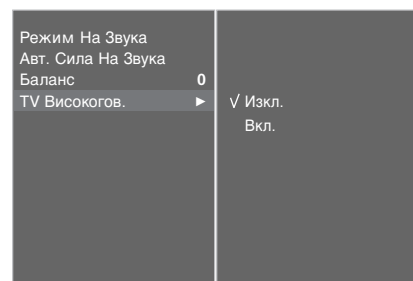 Режим На Звука
Авт. Сила На Звука
Баланс 0
TV Високогов. ►
√ Изкл.
Вкл.